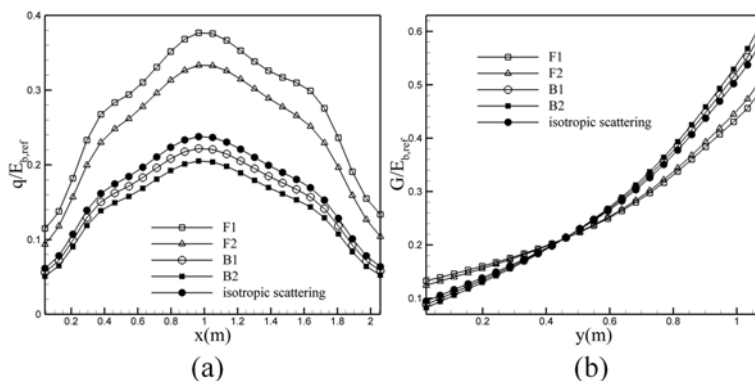 q/E_b,ref
0.4
0.3
0.2
0.1
0
F1
F2
B1
B2
isotropic scattering
0.2 0.4 0.6 0.8 1 1.2 1.4 1.6 1.8 2
x(m)
(a)
G/E_b,ref
0.6
0.5
0.4
0.3
0.2
0.1
F1
F2
B1
B2
isotropic scattering
0.2 0.4 0.6 0.8 1
y(m)
(b)